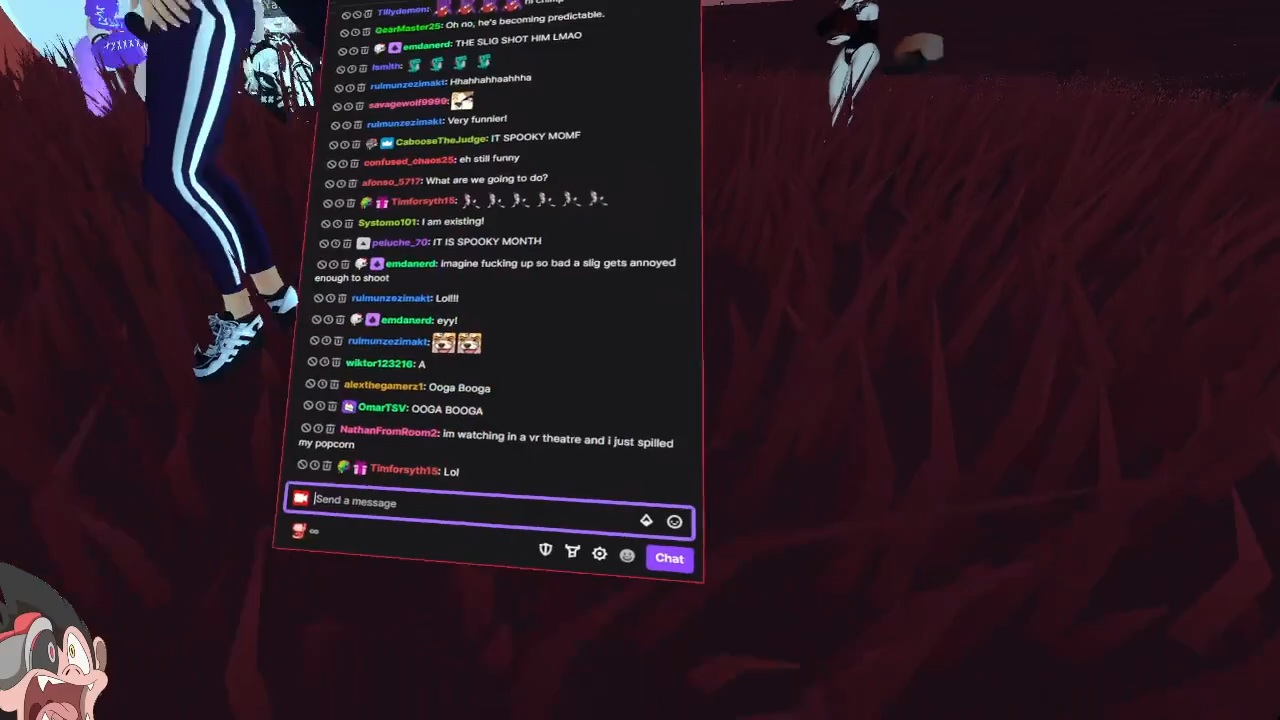 Tillydemon: hi chimp
GearMaster25: Oh no, he's becoming predictable.
emdanerd: THE SLIG SHOT HIM LMAO
lsmith:
rulmunzezimakt: Hhahhahhaahhha
savagewolf9999:
rulmunzezimakt: Very funnier!
CabooseTheJudge: IT SPOOKY MOMF
confused_chaos25: eh still funny
afonso_5717: What are we going to do?
Timforsyth15:
Systomo101: I am existing!
peluche_70: IT IS SPOOKY MONTH
emdanerd: imagine fucking up so bad a slig gets annoyed
enough to shoot
rulmunzezimakt: Lol!!!
emdanerd: eyy!
rulmunzezimakt:
wiktor123216: A
alexthegamerz1: Ooga Booga
OmarTSV: OOGA BOOGA
NathanFromRoom2: im watching in a vr theatre and i just spilled
my popcorn
Timforsyth15: Lol
Send a message
∞
Chat